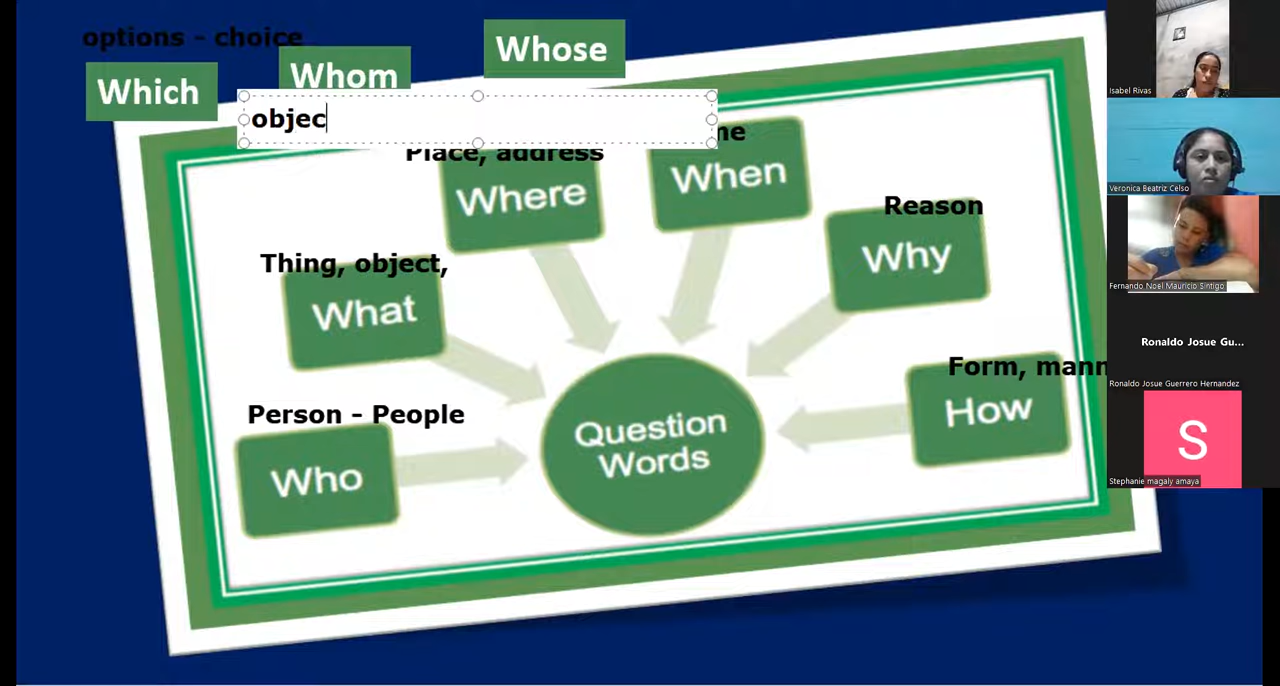 options - choice
Whose
Whom
Which
objec
me
Place, address
Where
When
Reason
Why
Thing, object,
What
Form, mann
How
Person - People
Who
Question
Words
Isabel Rivas
Veronica Beatriz Celso
Fernando Noel Mauricio Sintigo
Ronaldo Josue Gu...
Ronaldo Josue Guerrero Hernandez
S
Stephanie magaly amaya